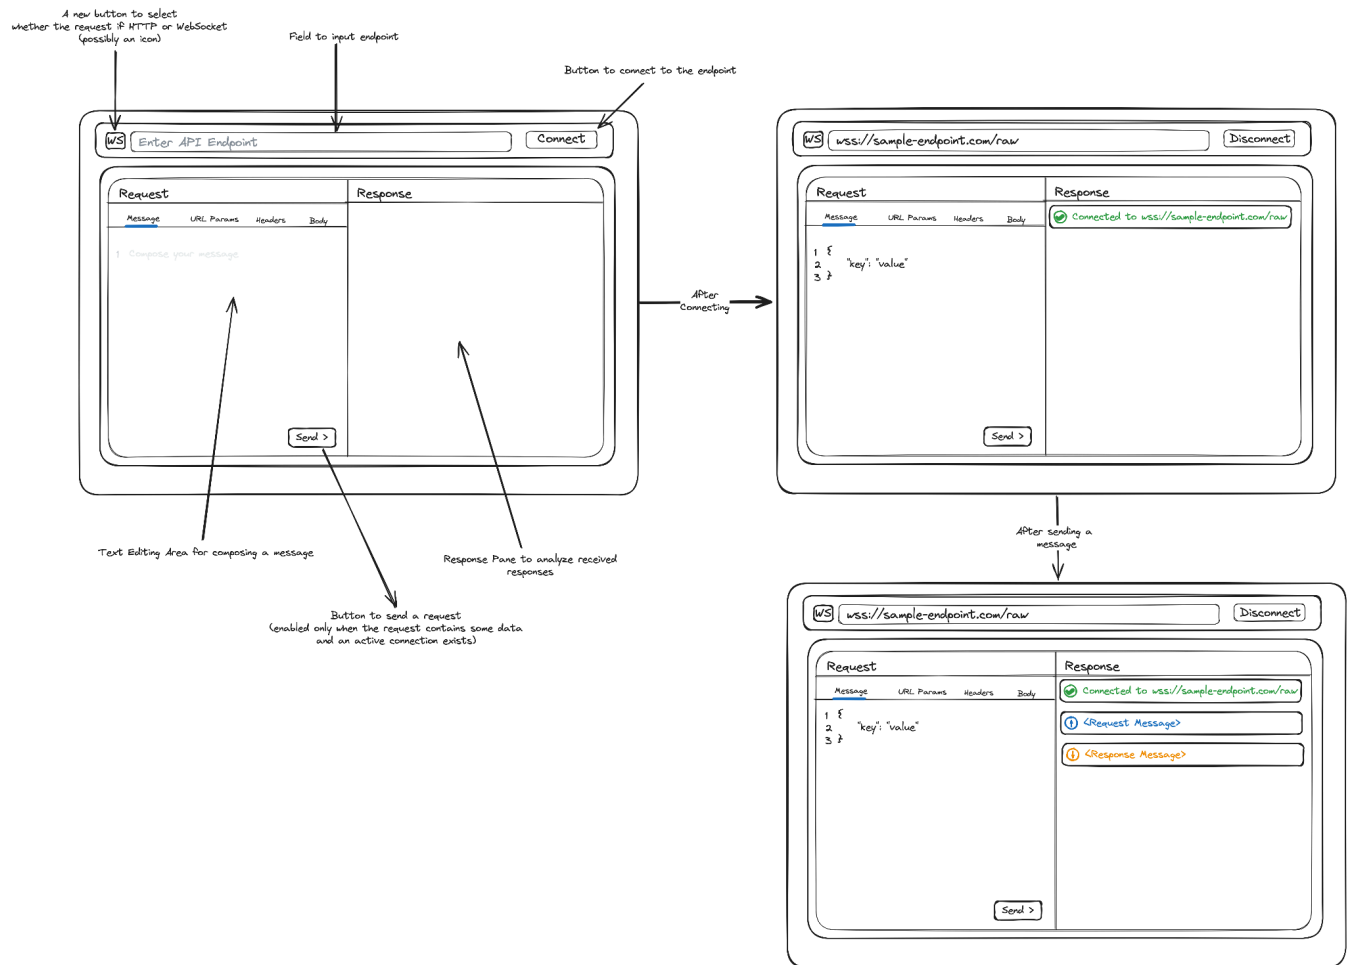 A new button to select
whether the request if HTTP or WebSocket
(possibly an icon)
Field to input endpoint
Button to connect to the endpoint
WS
Enter API Endpoint
Connect
Request
Response
Message
URL Params
Headers
Body
1 Compose your message
Send >
Text Editing Area for composing a message
Response Pane to analyze received
responses
Button to send a request
(enabled only when the request contains some data
and an active connection exists)
After
Connecting
WS
wss://sample-endpoint.com/raw
Disconnect
Request
Response
Message
URL Params
Headers
Body
Connected to wss://sample-endpoint.com/raw
1 {
2 "key": "value"
3 }
Send >
After sending a
message
WS
wss://sample-endpoint.com/raw
Disconnect
Request
Response
Message
URL Params
Headers
Body
Connected to wss://sample-endpoint.com/raw
1 {
2 "key": "value"
3 }
<Request Message>
<Response Message>
Send >